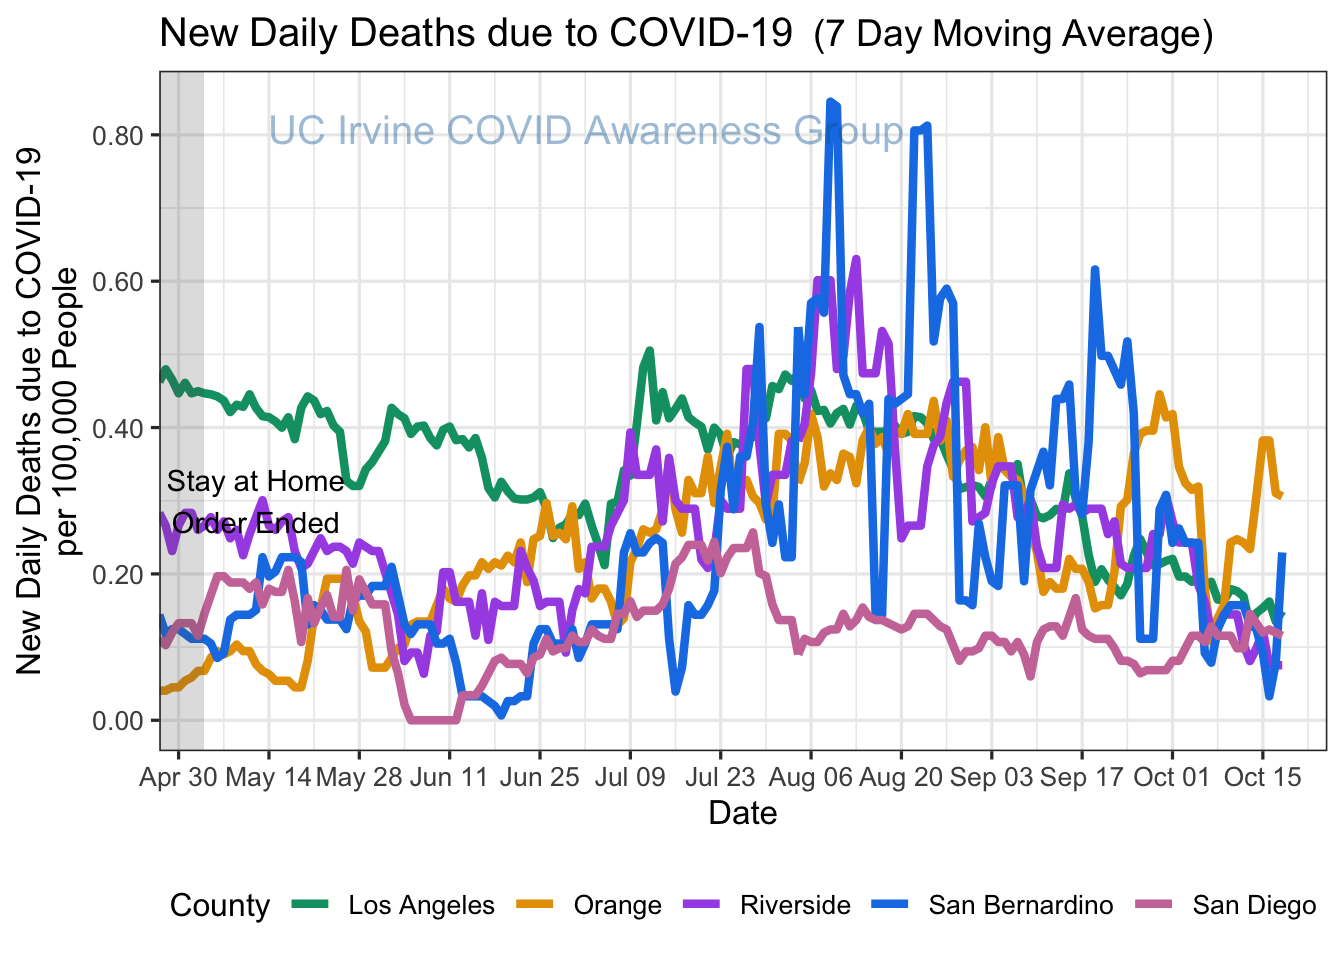 New Daily Deaths due to COVID-19  (7 Day Moving Average)
UC Irvine COVID Awareness Group
New Daily Deaths due to COVID-19
per 100,000 People
0.80
0.60
0.40
0.20
0.00
Stay at Home
Order Ended
Apr 30 May 14 May 28 Jun 11 Jun 25 Jul 09 Jul 23 Aug 06 Aug 20 Sep 03 Sep 17 Oct 01 Oct 15
Date
County Los Angeles Orange Riverside San Bernardino San Diego